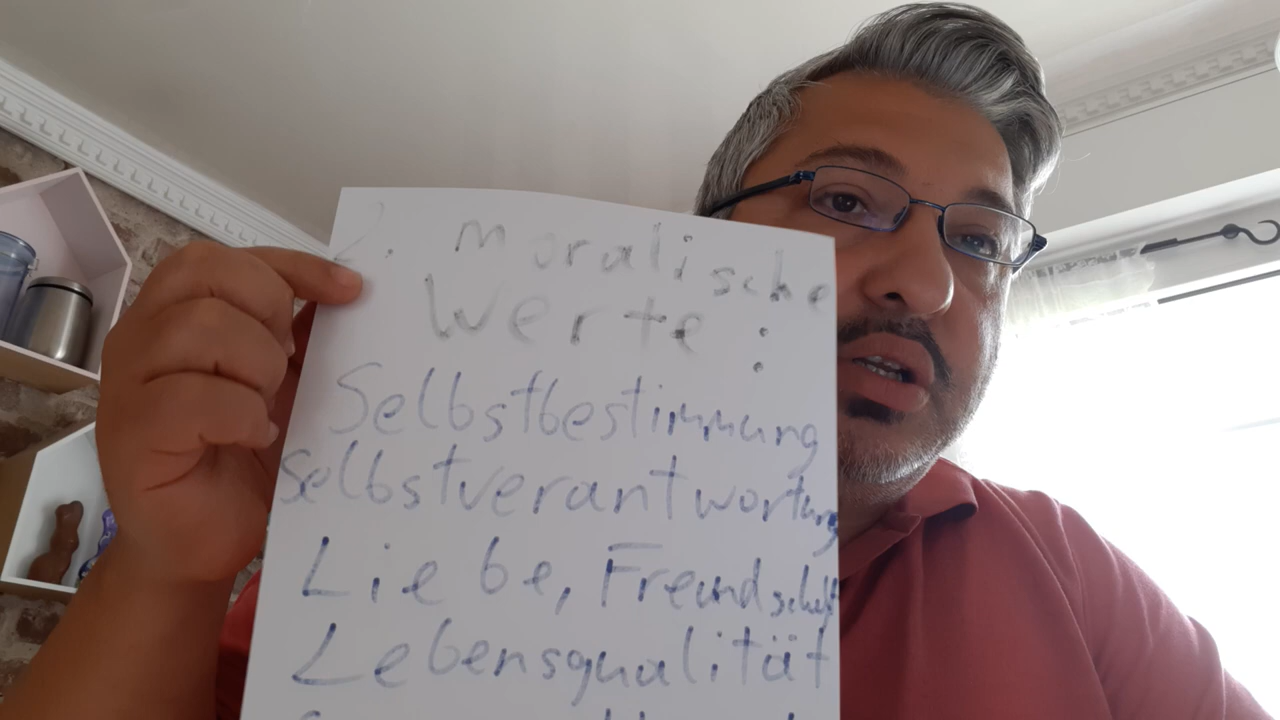 2. Moralische
Werte:
Selbstbestimmung
Selbstverantwortung
Liebe, Freundschaft
Lebensqualität